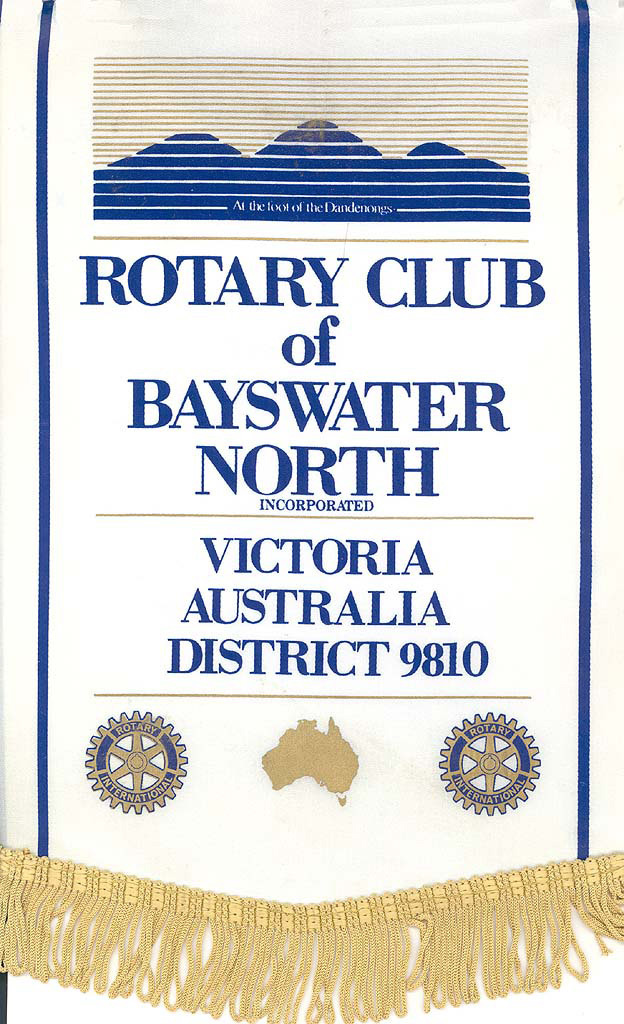 At the foot of the Dandenongs
ROTARY CLUB
of
BAYSWATER
NORTH
INCORPORATED
VICTORIA
AUSTRALIA
DISTRICT 9810
ROTARY
INTERNATIONAL
ROTARY
INTERNATIONAL